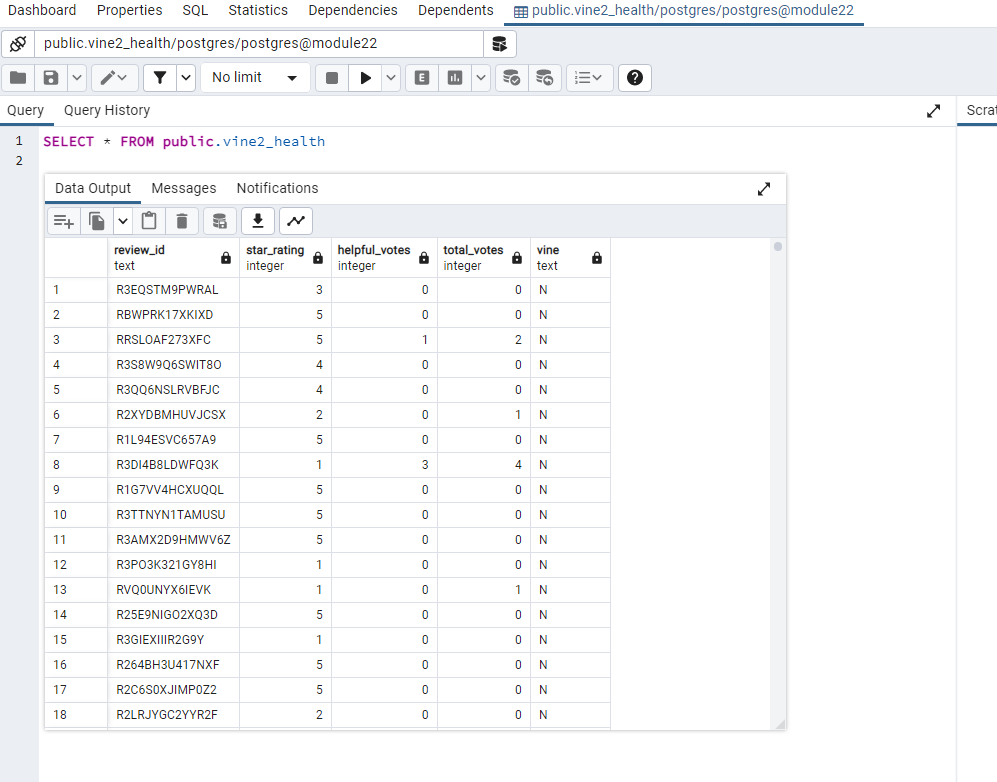 Dashboard Properties SQL Statistics Dependencies Dependents public.vine2_health/postgres/postgres@module22
public.vine2_health/postgres/postgres@module22
No limit E
Query Query History Scrat
1 SELECT * FROM public.vine2_health
2
Data Output Messages Notifications
review_id star_rating helpful_votes total_votes vine
text integer integer integer text
1 R3EQSTM9PWRAL 3 0 0 N
2 RBWPRK17XKIXD 5 0 0 N
3 RRSLOAF273XFC 5 1 2 N
4 R3S8W9Q6SWIT8O 4 0 0 N
5 R3QQ6NSLRVBFJC 4 0 0 N
6 R2XYDBMHUVJCSX 2 0 1 N
7 R1L94ESVC657A9 5 0 0 N
8 R3DI4B8LDWFQ3K 1 3 4 N
9 R1G7VV4HCXUQQL 5 0 0 N
10 R3TTNYN1TAMUSU 5 0 0 N
11 R3AMX2D9HMWV6Z 5 0 0 N
12 R3PO3K321GY8HI 1 0 0 N
13 RVQ0UNYX6IEVK 1 1 1 N
14 R25E9NIGO2XQ3D 5 0 0 N
15 R3GIEXIIIR2G9Y 1 0 0 N
16 R264BH3U417NXF 5 0 0 N
17 R2C6S0XJIMP0Z2 5 0 0 N
18 R2LRJYGC2YYR2F 2 0 0 N